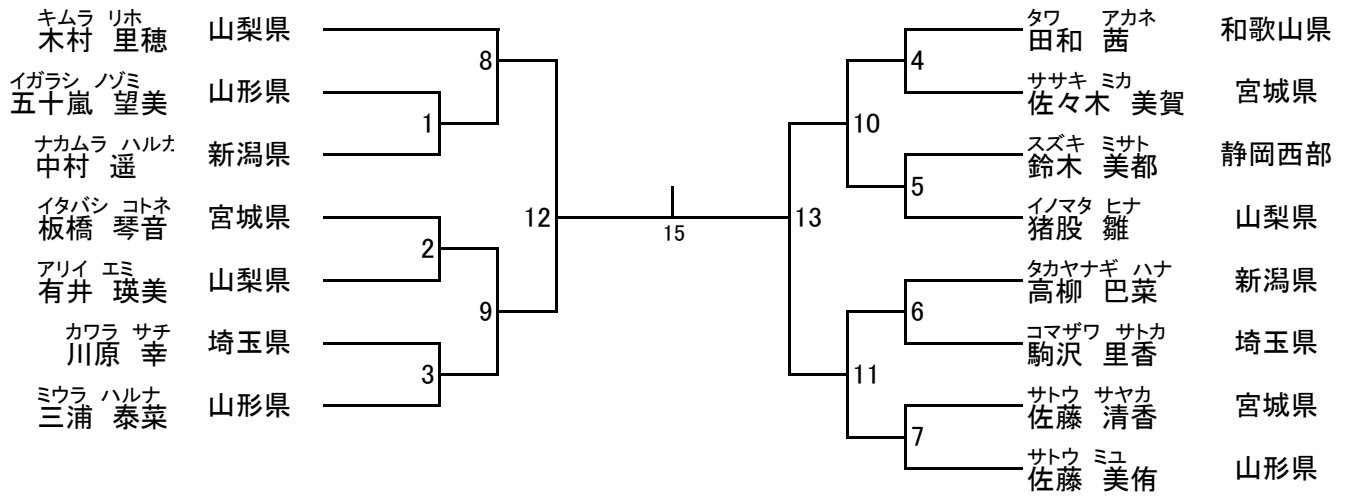 キムラ リホ
木村 里穂 山梨県
イガラシ ノゾミ
五十嵐 望美 山形県
ナカムラ ハルカ
中村 遥 新潟県
イタバシ コトネ
板橋 琴音 宮城県
アリイ エミ
有井 瑛美 山梨県
カワラ サチ
川原 幸 埼玉県
ミウラ ハルナ
三浦 泰菜 山形県
8
1
12
2
9
3
15
13
10
4
5
11
6
7
タワ アカネ
田和 茜 和歌山県
ササキ ミカ
佐々木 美賀 宮城県
スズキ ミサト
鈴木 美都 静岡西部
イノマタ ヒナ
猪股 雛 山梨県
タカヤナギ ハナ
高柳 巴菜 新潟県
コマザワ サトカ
駒沢 里香 埼玉県
サトウ サヤカ
佐藤 清香 宮城県
サトウ ミユ
佐藤 美侑 山形県